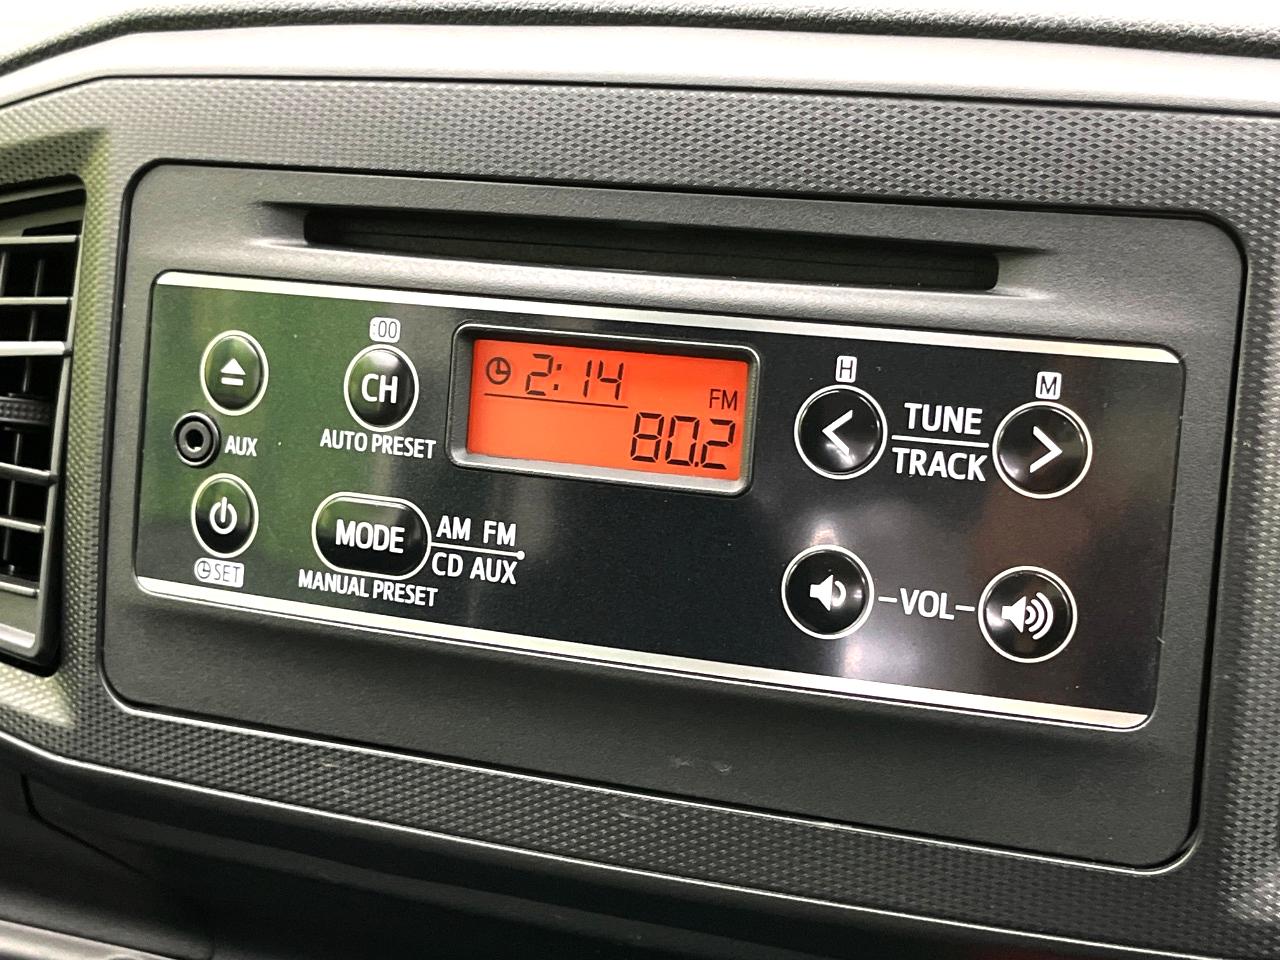 :00
CH
AUTO PRESET
AUX
SET
MODE
AM FM
CD AUX
MANUAL PRESET
2:14
FM
80.2
H
M
TUNE
TRACK
VOL